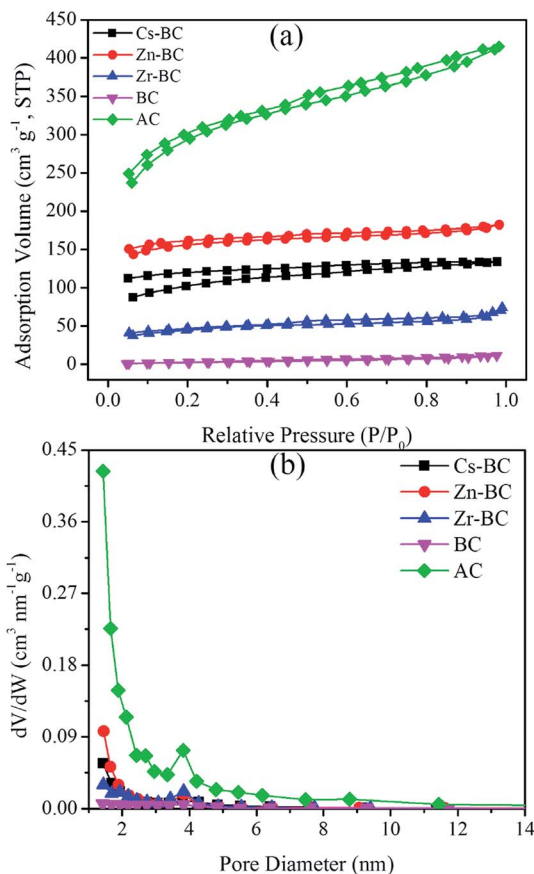 (a)
Cs-BC
Zn-BC
Zr-BC
BC
AC
450
400
350
300
250
200
150
100
50
0
Adsorption Volume (cm³ g⁻¹, STP)
0.0 0.2 0.4 0.6 0.8 1.0
Relative Pressure (P/P₀)
(b)
Cs-BC
Zn-BC
Zr-BC
BC
AC
0.45
0.36
0.27
0.18
0.09
0.00
dV/dW (cm³ nm⁻¹g⁻¹)
2 4 6 8 10 12 14
Pore Diameter (nm)